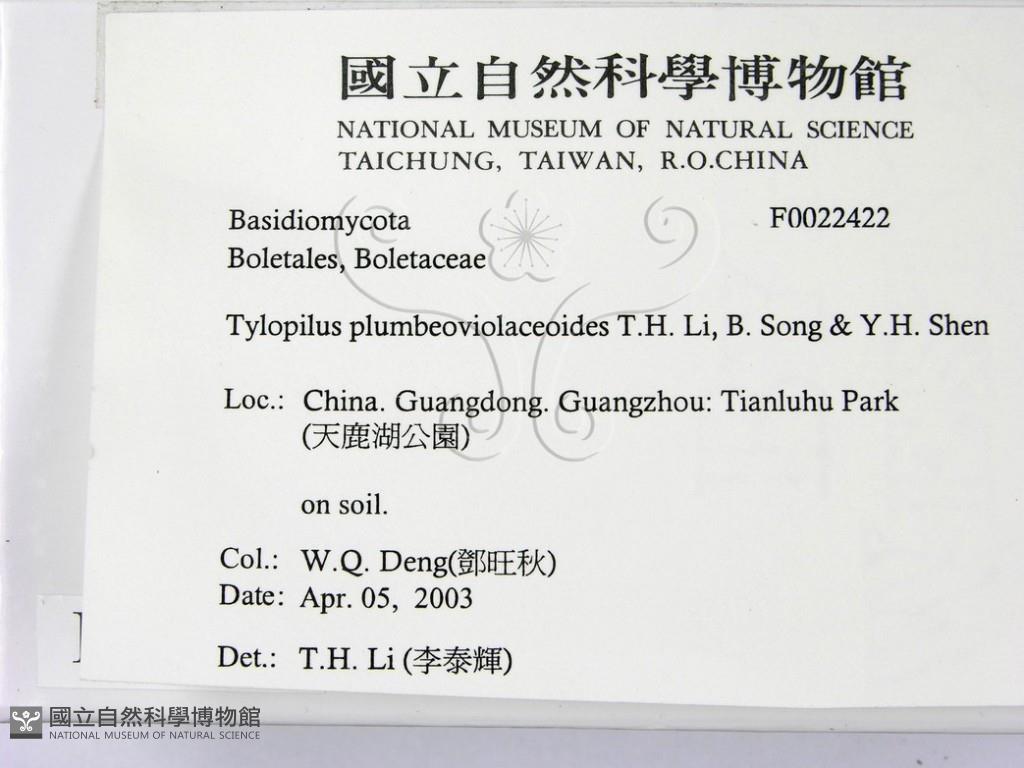 國立自然科學博物館
NATIONAL MUSEUM OF NATURAL SCIENCE
TAICHUNG, TAIWAN, R.O.CHINA
Basidiomycota F0022422
Boletales, Boletaceae
Tylopilus plumbeoviolaceoides T.H. Li, B. Song & Y.H. Shen
Loc.: China. Guangdong. Guangzhou: Tianluhu Park
(天鹿湖公園)
on soil.
Col.: W.Q. Deng(鄧旺秋)
Date: Apr. 05, 2003
Det.: T.H. Li (李泰輝)
國立自然科學博物館
NATIONAL MUSEUM OF NATURAL SCIENCE